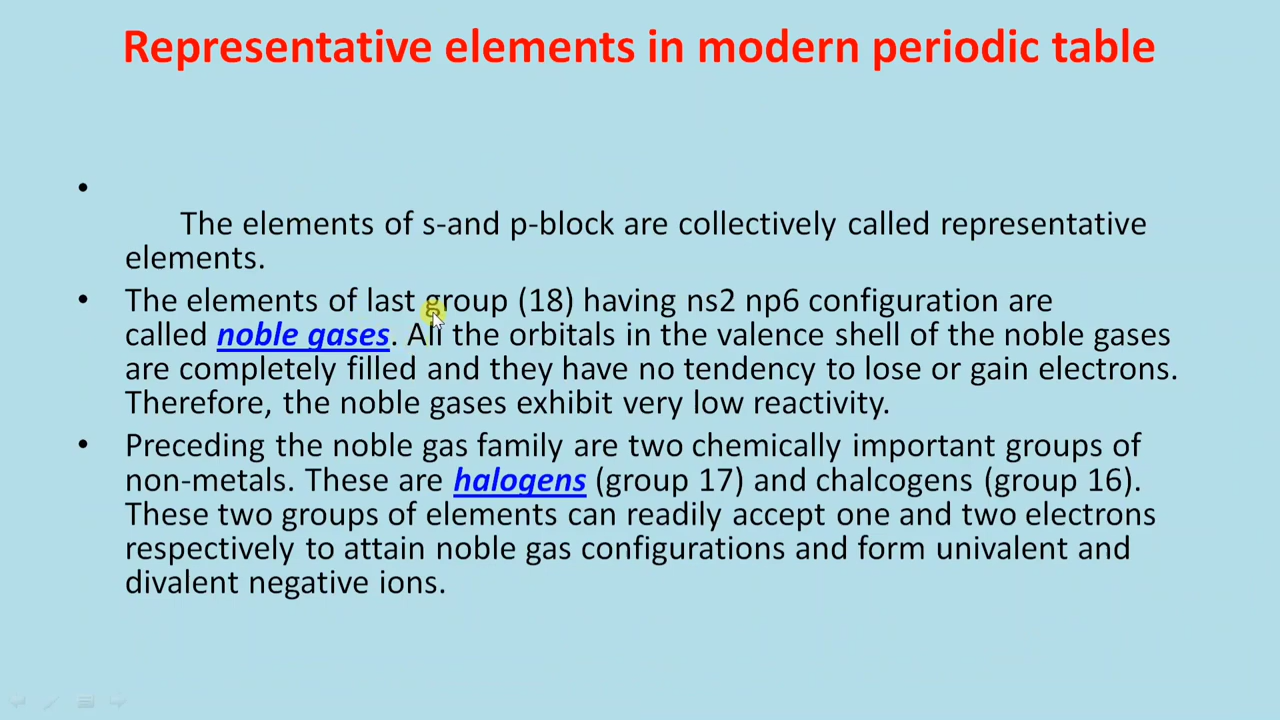 Representative elements in modern periodic table
•
The elements of s-and p-block are collectively called representative
elements.
• The elements of last group (18) having ns2 np6 configuration are
called noble gases. All the orbitals in the valence shell of the noble gases
are completely filled and they have no tendency to lose or gain electrons.
Therefore, the noble gases exhibit very low reactivity.
• Preceding the noble gas family are two chemically important groups of
non-metals. These are halogens (group 17) and chalcogens (group 16).
These two groups of elements can readily accept one and two electrons
respectively to attain noble gas configurations and form univalent and
divalent negative ions.